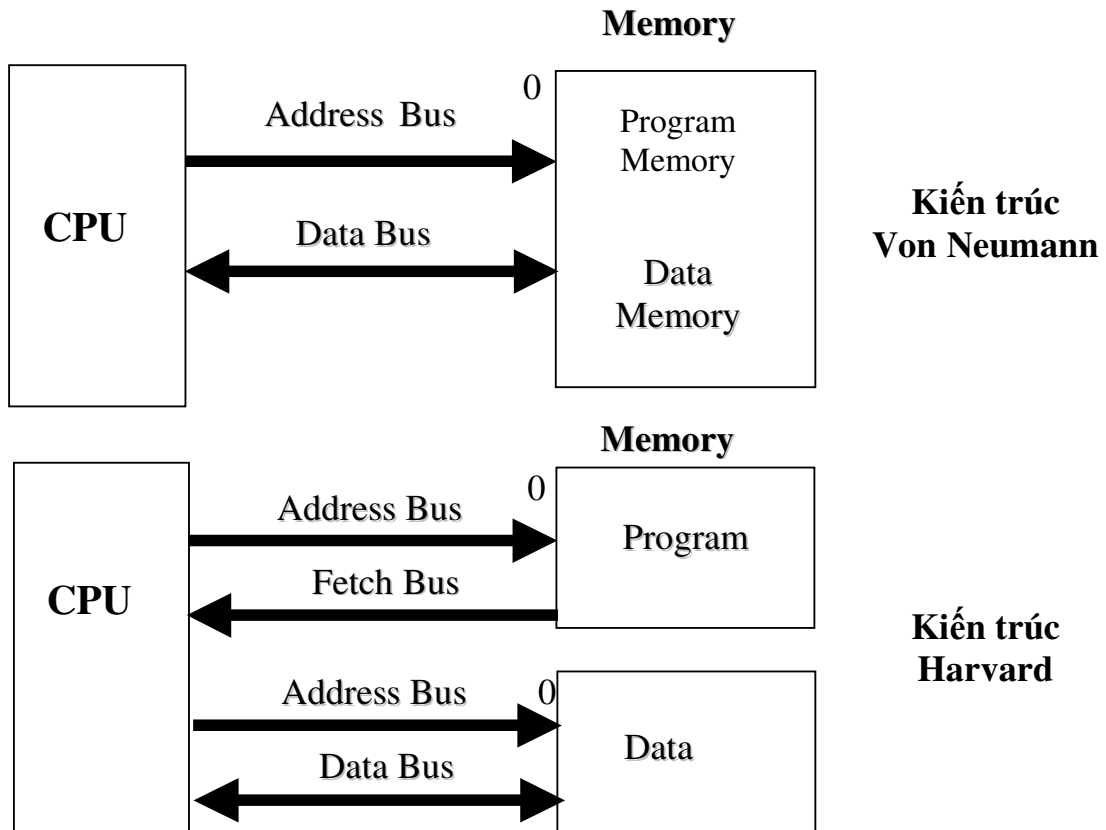 Memory
0
Address Bus
Program
Memory
CPU
Data Bus
Data
Memory
Kiến trúc
Von Neumann
Memory
0
Address Bus
Program
CPU
Fetch Bus
Kiến trúc
Harvard
Address Bus
0
Data
Data Bus